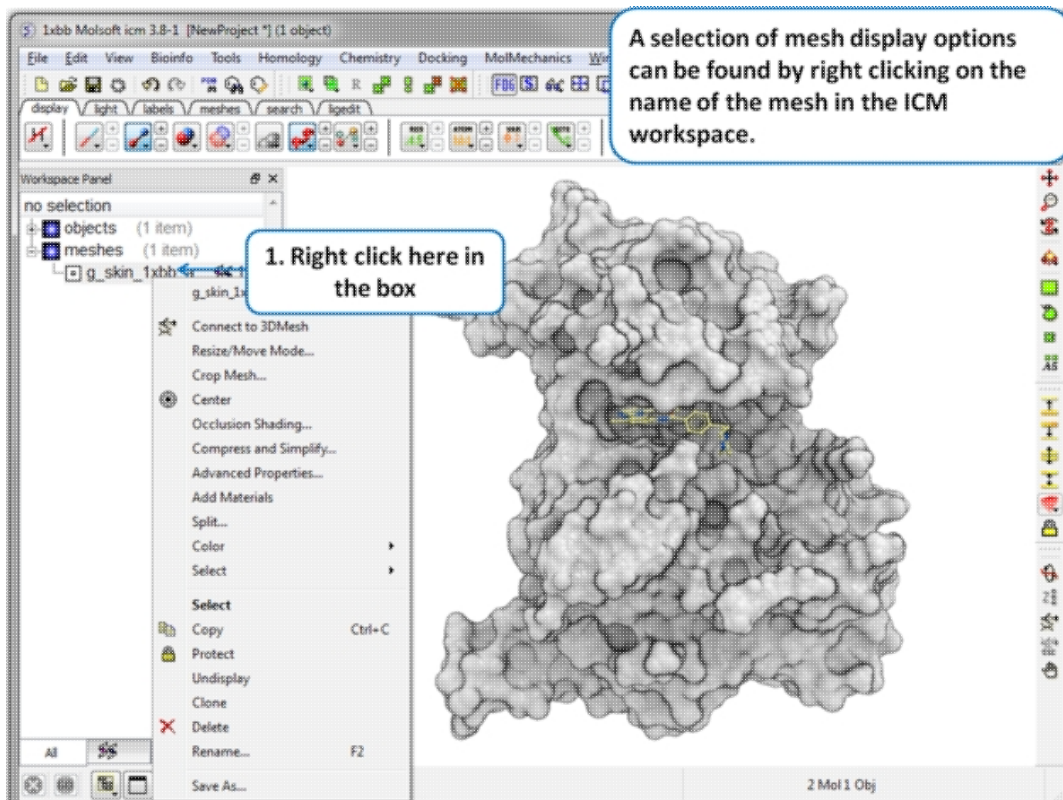 1xbb Molsoft icm 3.8-1 [NewProject *] (1 object)
File Edit View Bioinfo Tools Homology Chemistry Docking MolMechanics
display light labels meshes search ligedit
A selection of mesh display options
can be found by right clicking on the
name of the mesh in the ICM
workspace.
Workspace Panel
no selection
objects (1 item)
meshes (1 item)
g_skin_1xbb
1. Right click here in
the box
Connect to 3DMesh
Resize/Move Mode...
Crop Mesh...
Center
Occlusion Shading...
Compress and Simplify...
Advanced Properties...
Add Materials
Split...
Color
Select
Select
Copy Ctrl+C
Protect
Undisplay
Clone
Delete
Rename... F2
Save As...
All
2 Mol 1 Obj